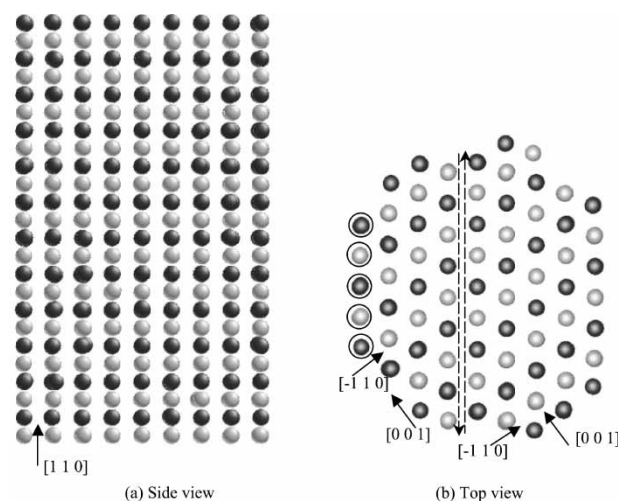 [-1 1 0]
[0 0 1]
[-1 1 0]
[0 0 1]
[1 1 0]
(a) Side view
(b) Top view